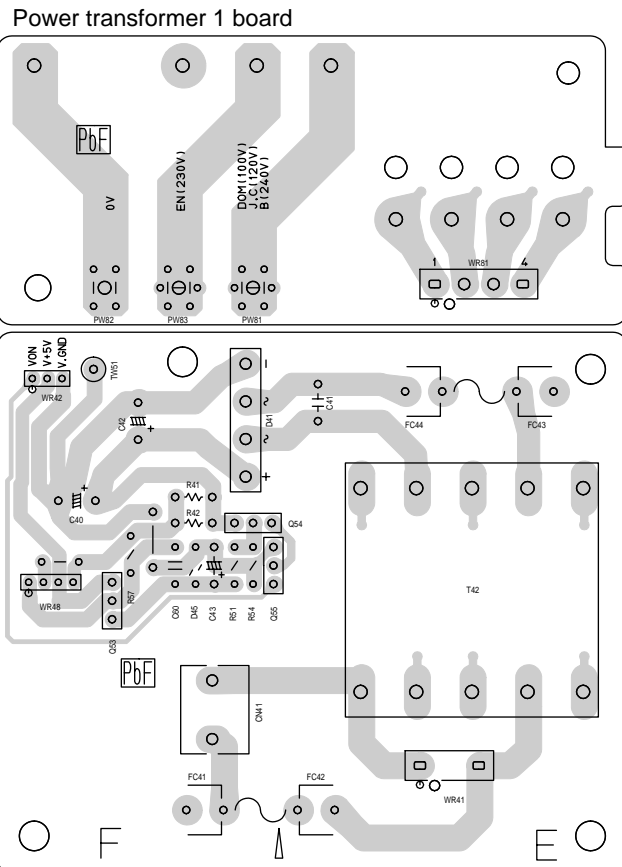 Power transformer 1 board
PbF
0V
EN(230V)
DOM(100V)
J,C(120V)
B(240V)
1
WR81
4
PW82
PW83
PW81
VON
V+5V
V.GND
TW51
WR42
C42
+
D41
−
~
~
+
C41
FC44
FC43
C40
+
R41
R42
Q54
WR48
Q53
R57
C60
D45
C43
+
R51
R54
Q55
T42
PbF
CN41
FC41
FC42
WR41
F
E